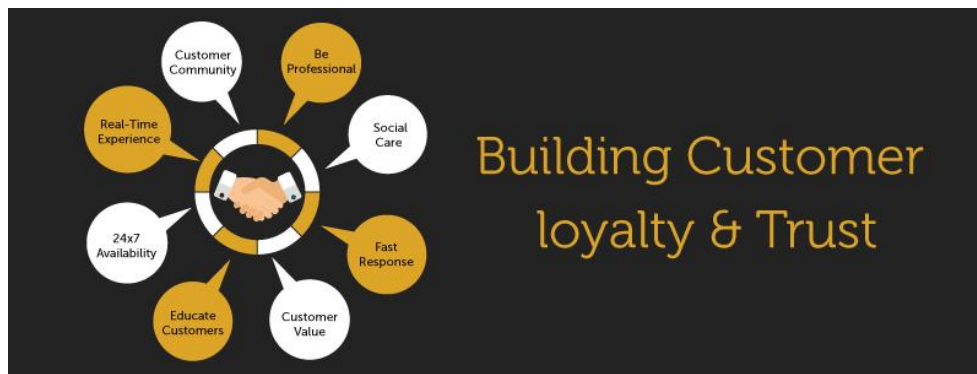 Customer
Community
Be
Professional
Real-Time
Experience
Social
Care
24x7
Availability
Fast
Response
Educate
Customers
Customer
Value
Building Customer
loyalty & Trust